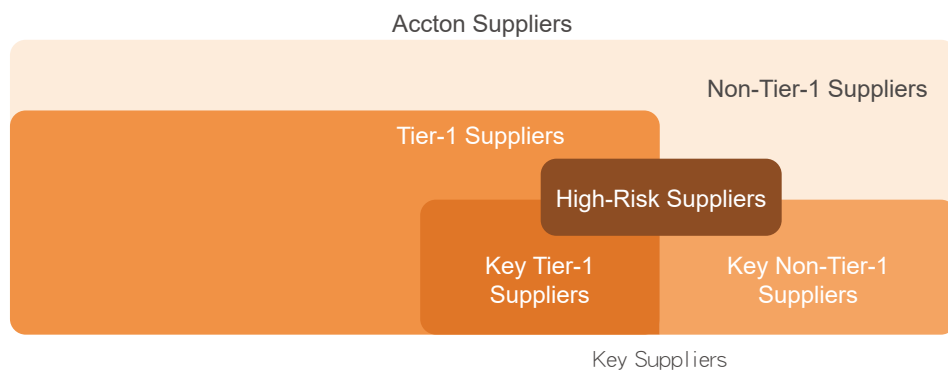 Accton Suppliers
Non-Tier-1 Suppliers
Tier-1 Suppliers
High-Risk Suppliers
Key Tier-1
Suppliers
Key Non-Tier-1
Suppliers
Key Suppliers